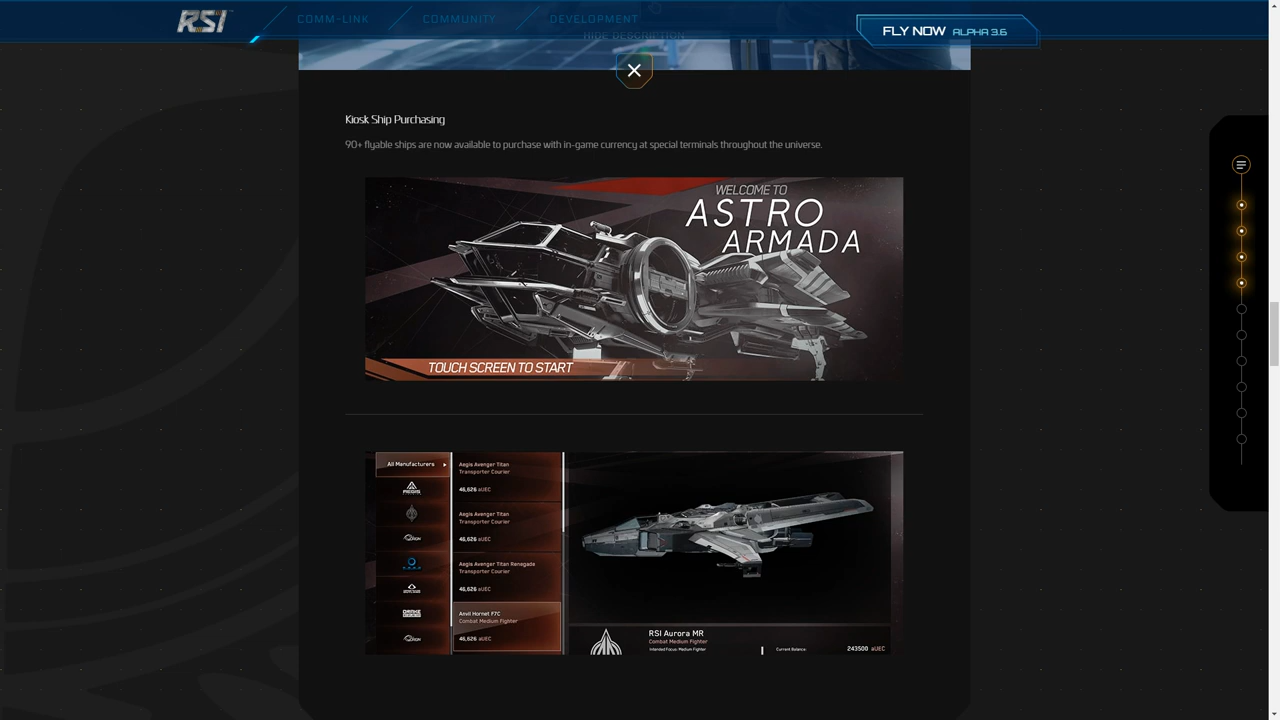 RSI
COMM-LINK
COMMUNITY
DEVELOPMENT
HIDE DESCRIPTION
FLY NOW ALPHA 3.6
Kiosk Ship Purchasing
90+ flyable ships are now available to purchase with in-game currency at special terminals throughout the universe.
WELCOME TO
ASTRO
ARMADA
TOUCH SCREEN TO START
All Manufacturers
AEGIS
DRAKE
Aegis Avenger Titan
Transporter Courier
46,626 aUEC
Aegis Avenger Titan
Transporter Courier
46,626 aUEC
Aegis Avenger Titan Renegade
Transporter Courier
46,626 aUEC
Anvil Hornet F7C
Combat Medium Fighter
46,626 aUEC
RSI Aurora MR
Combat Medium Fighter
Intended Focus: Medium Fighter
Current Balance:
243500 aUEC